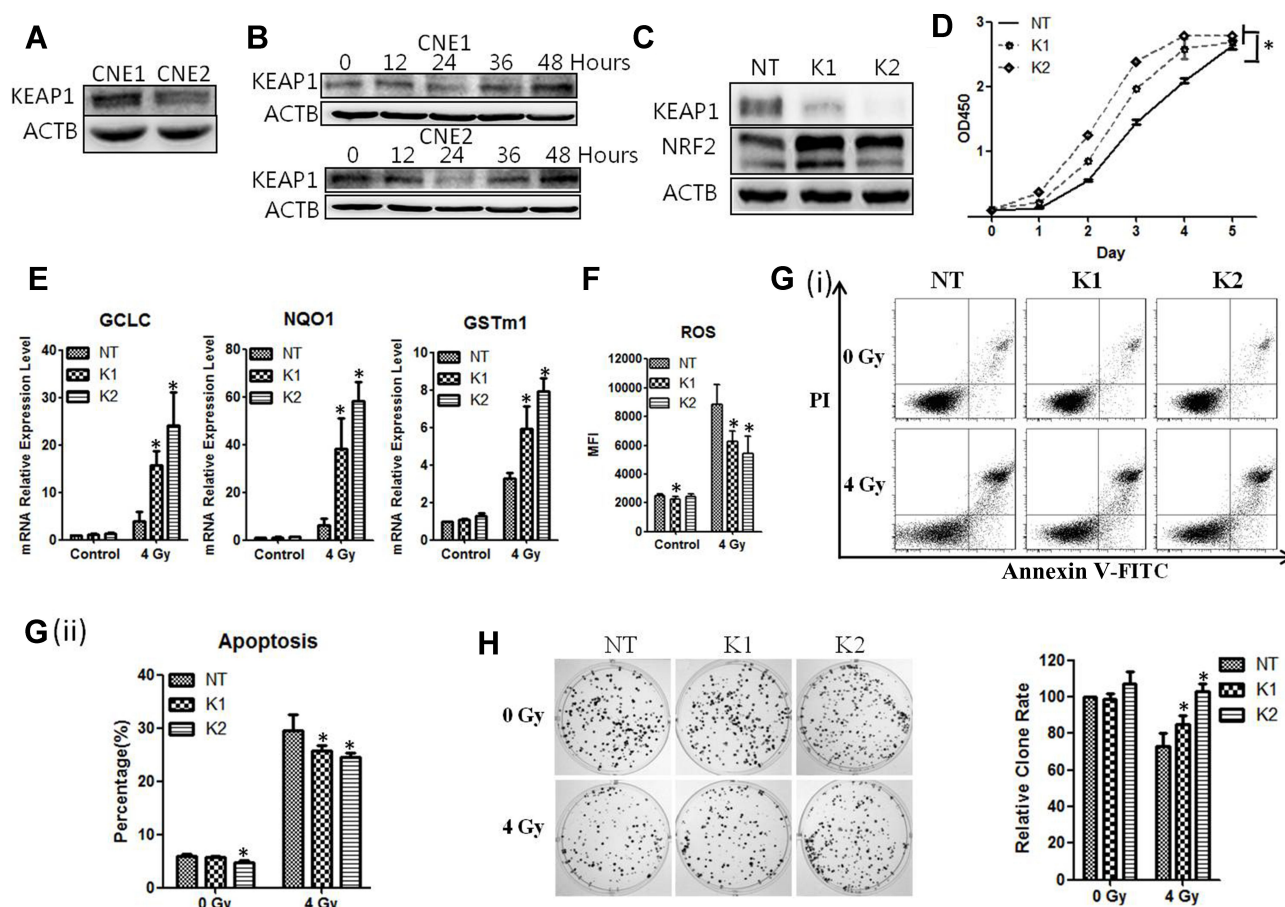 A
CNE1 CNE2
KEAP1
ACTB
B
CNE1
0 12 24 36 48 Hours
KEAP1
ACTB
CNE2
0 12 24 36 48 Hours
KEAP1
ACTB
C
NT K1 K2
KEAP1
NRF2
ACTB
D
NT
K1
K2
*
3
2
1
OD450
0 1 2 3 4 5
Day
E
GCLC
NT
K1
K2
* *
40
30
20
10
0
mRNA Relative Expression Level
Control 4 Gy
NQO1
NT
K1
K2
* *
80
60
40
20
0
mRNA Relative Expression Level
Control 4 Gy
GSTm1
NT
K1
K2
* *
10
8
6
4
2
0
mRNA Relative Expression Level
Control 4 Gy
F
ROS
NT
K1
K2
* * *
12000
10000
8000
6000
4000
2000
0
MFI
Control 4 Gy
G (i)
NT K1 K2
0 Gy
PI
4 Gy
Annexin V-FITC
G (ii)
Apoptosis
NT
K1
K2
* * *
40
30
20
10
0
Percentage(%)
0 Gy 4 Gy
H
NT K1 K2
0 Gy
4 Gy
NT
K1
K2
* *
120
100
80
60
40
20
0
Relative Clone Rate
0 Gy 4 Gy